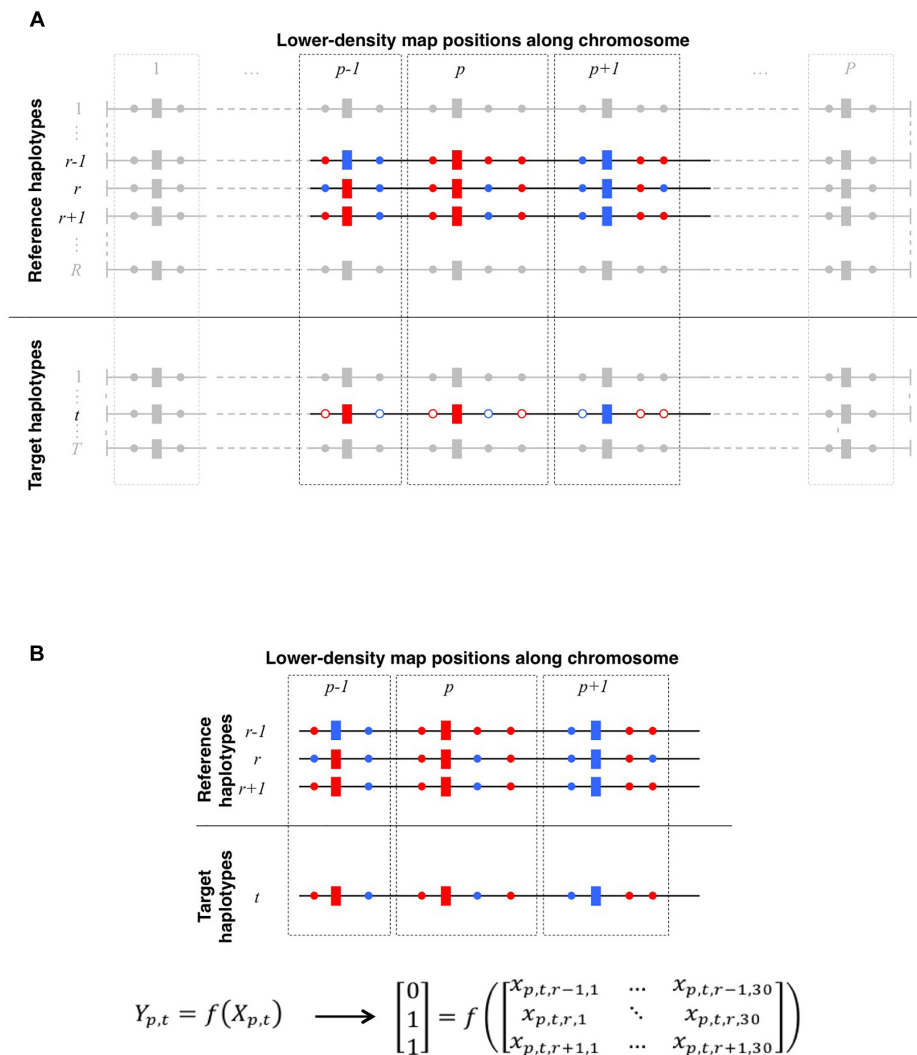 A
Lower-density map positions along chromosome
1 ... p-1 p p+1 ... P
Reference haplotypes
1
⋮
r-1
r
r+1
⋮
R
Target haplotypes
1
⋮
t
⋮
T
B
Lower-density map positions along chromosome
p-1 p p+1
Reference
haplotypes
r-1
r
r+1
Target
haplotypes
t
Y_{p,t} = f(X_{p,t}) ⟶ [0 1 1] = f([x_{p,t,r-1,1} ... x_{p,t,r-1,30}
x_{p,t,r,1} ⋱ x_{p,t,r,30}
x_{p,t,r+1,1} ... x_{p,t,r+1,30}])